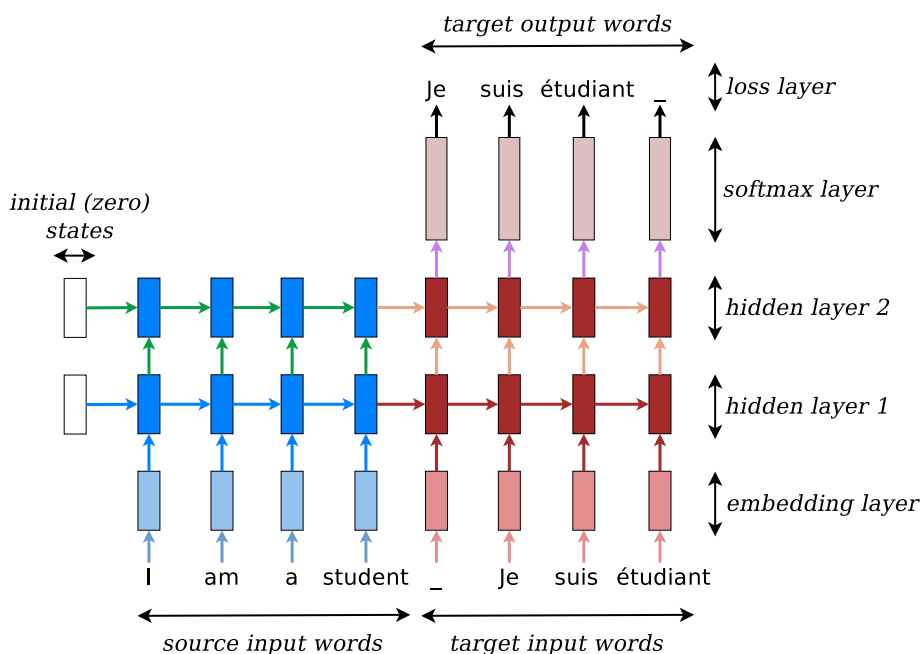 target output words
Je suis étudiant _
loss layer
softmax layer
initial (zero)
states
hidden layer 2
hidden layer 1
embedding layer
I am a student _ Je suis étudiant
source input words
target input words